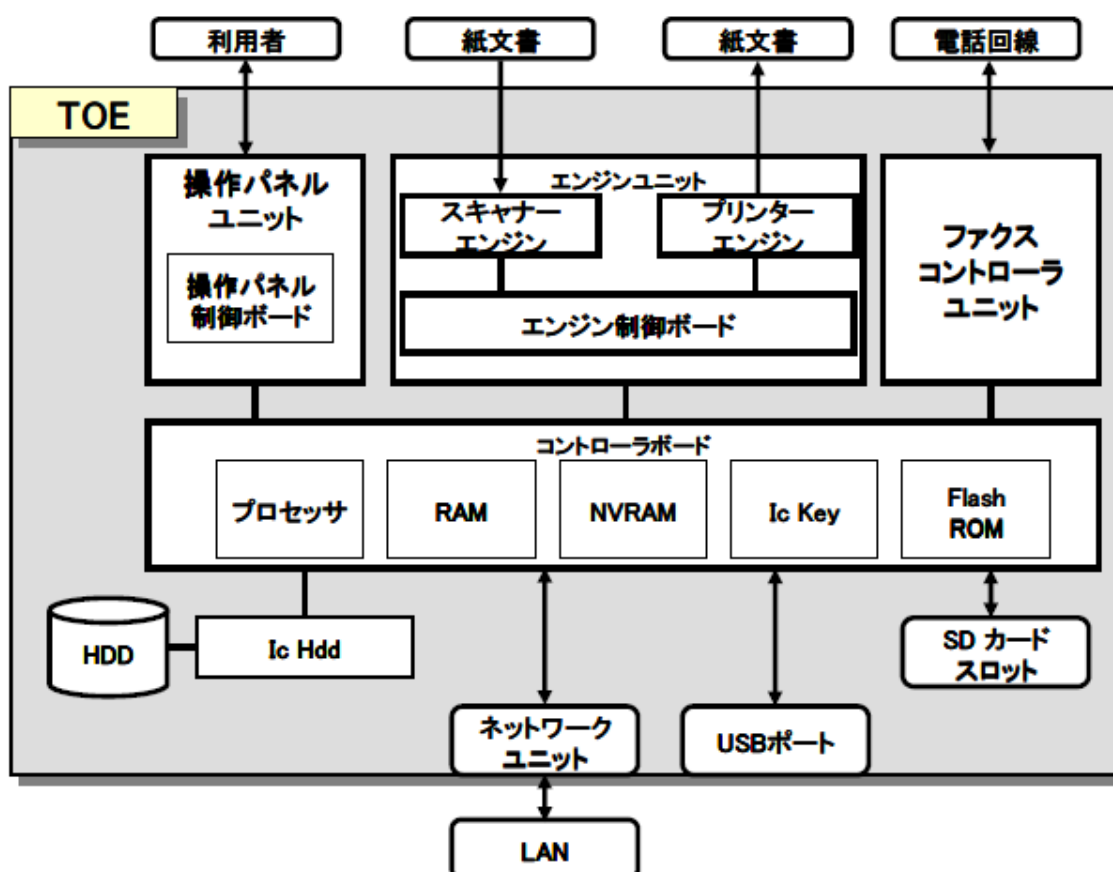 利用者
紙文書
紙文書
電話回線
TOE
操作パネル
ユニット
操作パネル
制御ボード
エンジンユニット
スキャナー
エンジン
プリンター
エンジン
エンジン制御ボード
ファクス
コントローラ
ユニット
コントローラボード
プロセッサ
RAM
NVRAM
Ic Key
Flash
ROM
HDD
Ic Hdd
SD カード
スロット
ネットワーク
ユニット
USBポート
LAN